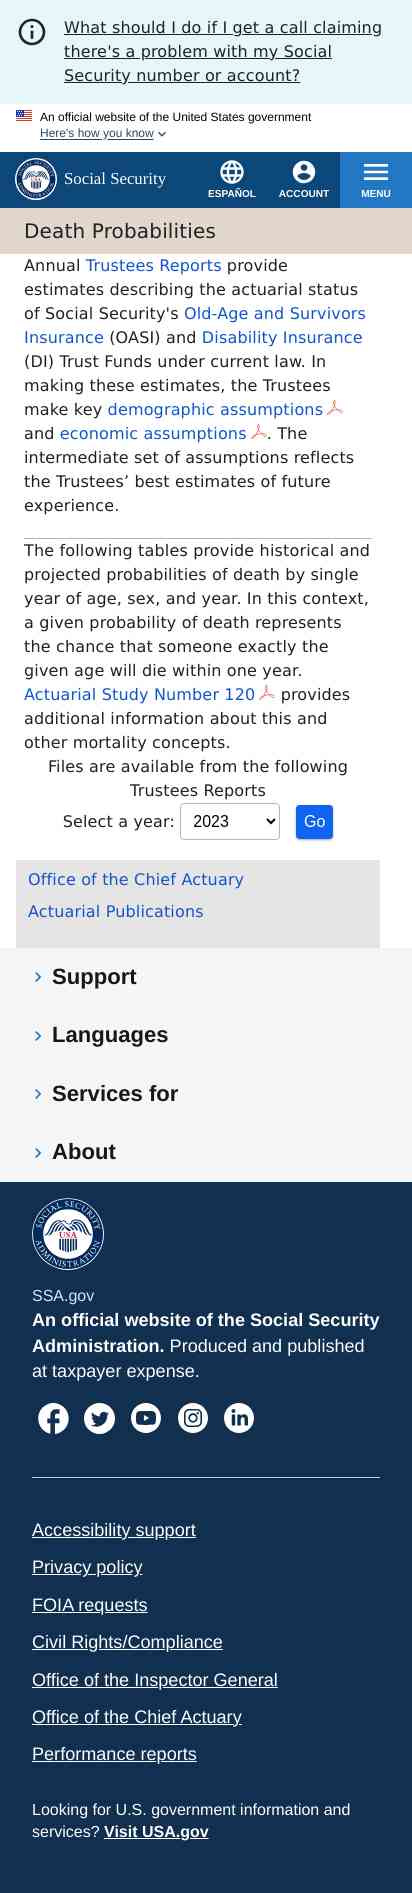 What should I do if I get a call claiming
there's a problem with my Social
Security number or account?
An official website of the United States government
Here's how you know
Social Security
ESPAÑOL
ACCOUNT
MENU
Death Probabilities
Annual Trustees Reports provide
estimates describing the actuarial status
of Social Security's Old-Age and Survivors
Insurance (OASI) and Disability Insurance
(DI) Trust Funds under current law. In
making these estimates, the Trustees
make key demographic assumptions
and economic assumptions. The
intermediate set of assumptions reflects
the Trustees’ best estimates of future
experience.
The following tables provide historical and
projected probabilities of death by single
year of age, sex, and year. In this context,
a given probability of death represents
the chance that someone exactly the
given age will die within one year.
Actuarial Study Number 120 provides
additional information about this and
other mortality concepts.
Files are available from the following
Trustees Reports
Select a year: 2023 Go
Office of the Chief Actuary
Actuarial Publications
Support
Languages
Services for
About
SOCIAL SECURITY
USA
ADMINISTRATION
SSA.gov
An official website of the Social Security
Administration. Produced and published
at taxpayer expense.
Accessibility support
Privacy policy
FOIA requests
Civil Rights/Compliance
Office of the Inspector General
Office of the Chief Actuary
Performance reports
Looking for U.S. government information and
services? Visit USA.gov